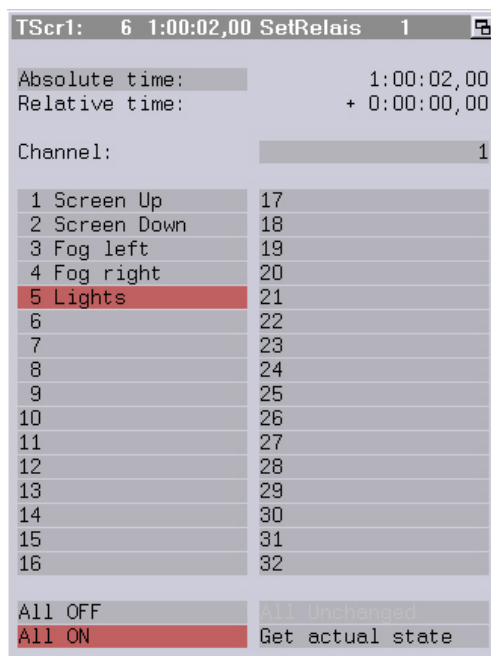 TScr1: 6 1:00:02,00 SetRelais 1
Absolute time: 1:00:02,00
Relative time: + 0:00:00,00
Channel: 1
1 Screen Up 17
2 Screen Down 18
3 Fog left 19
4 Fog right 20
5 Lights 21
6 22
7 23
8 24
9 25
10 26
11 27
12 28
13 29
14 30
15 31
16 32
All OFF All Unchanged
All ON Get actual state